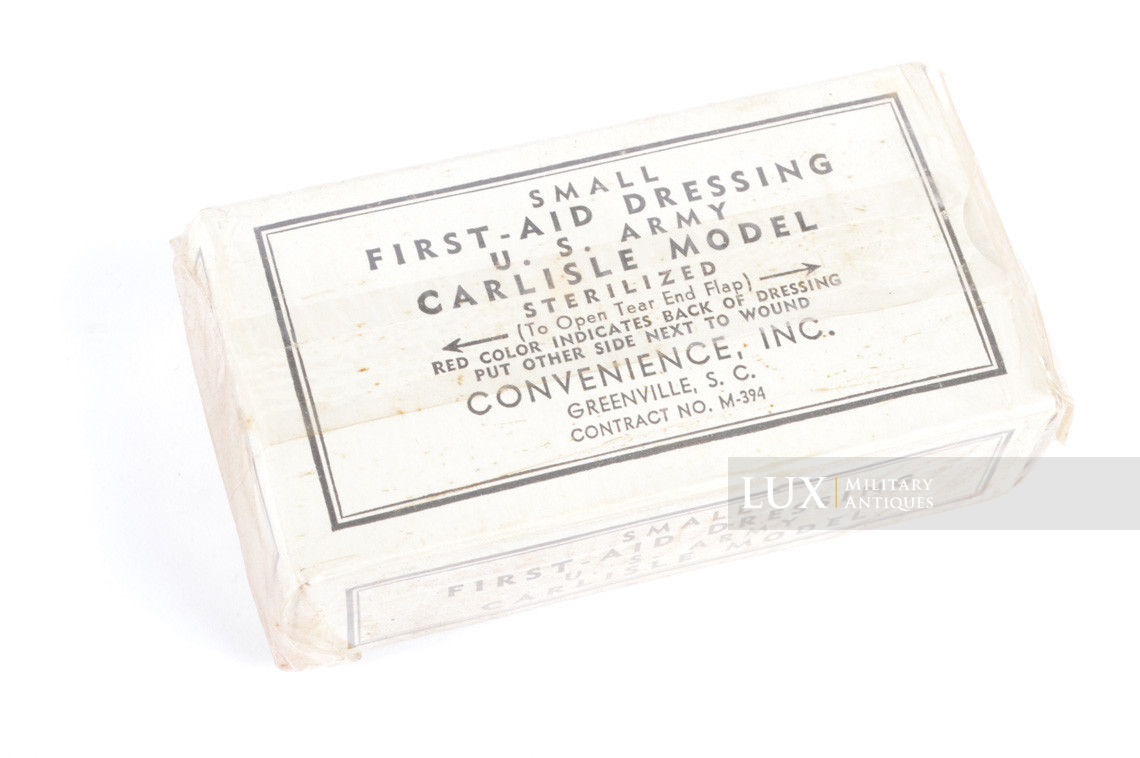 SMALL
FIRST-AID DRESSING
U. S. ARMY
CARLISLE MODEL
STERILIZED
(To Open Tear End Flap)
RED COLOR INDICATES BACK OF DRESSING
PUT OTHER SIDE NEXT TO WOUND
CONVENIENCE, INC.
GREENVILLE, S. C.
CONTRACT NO. M-394
SMALL
FIRST-AID DRESSING
U. S. ARMY
CARLISLE MODEL
LUX MILITARY
ANTIQUES